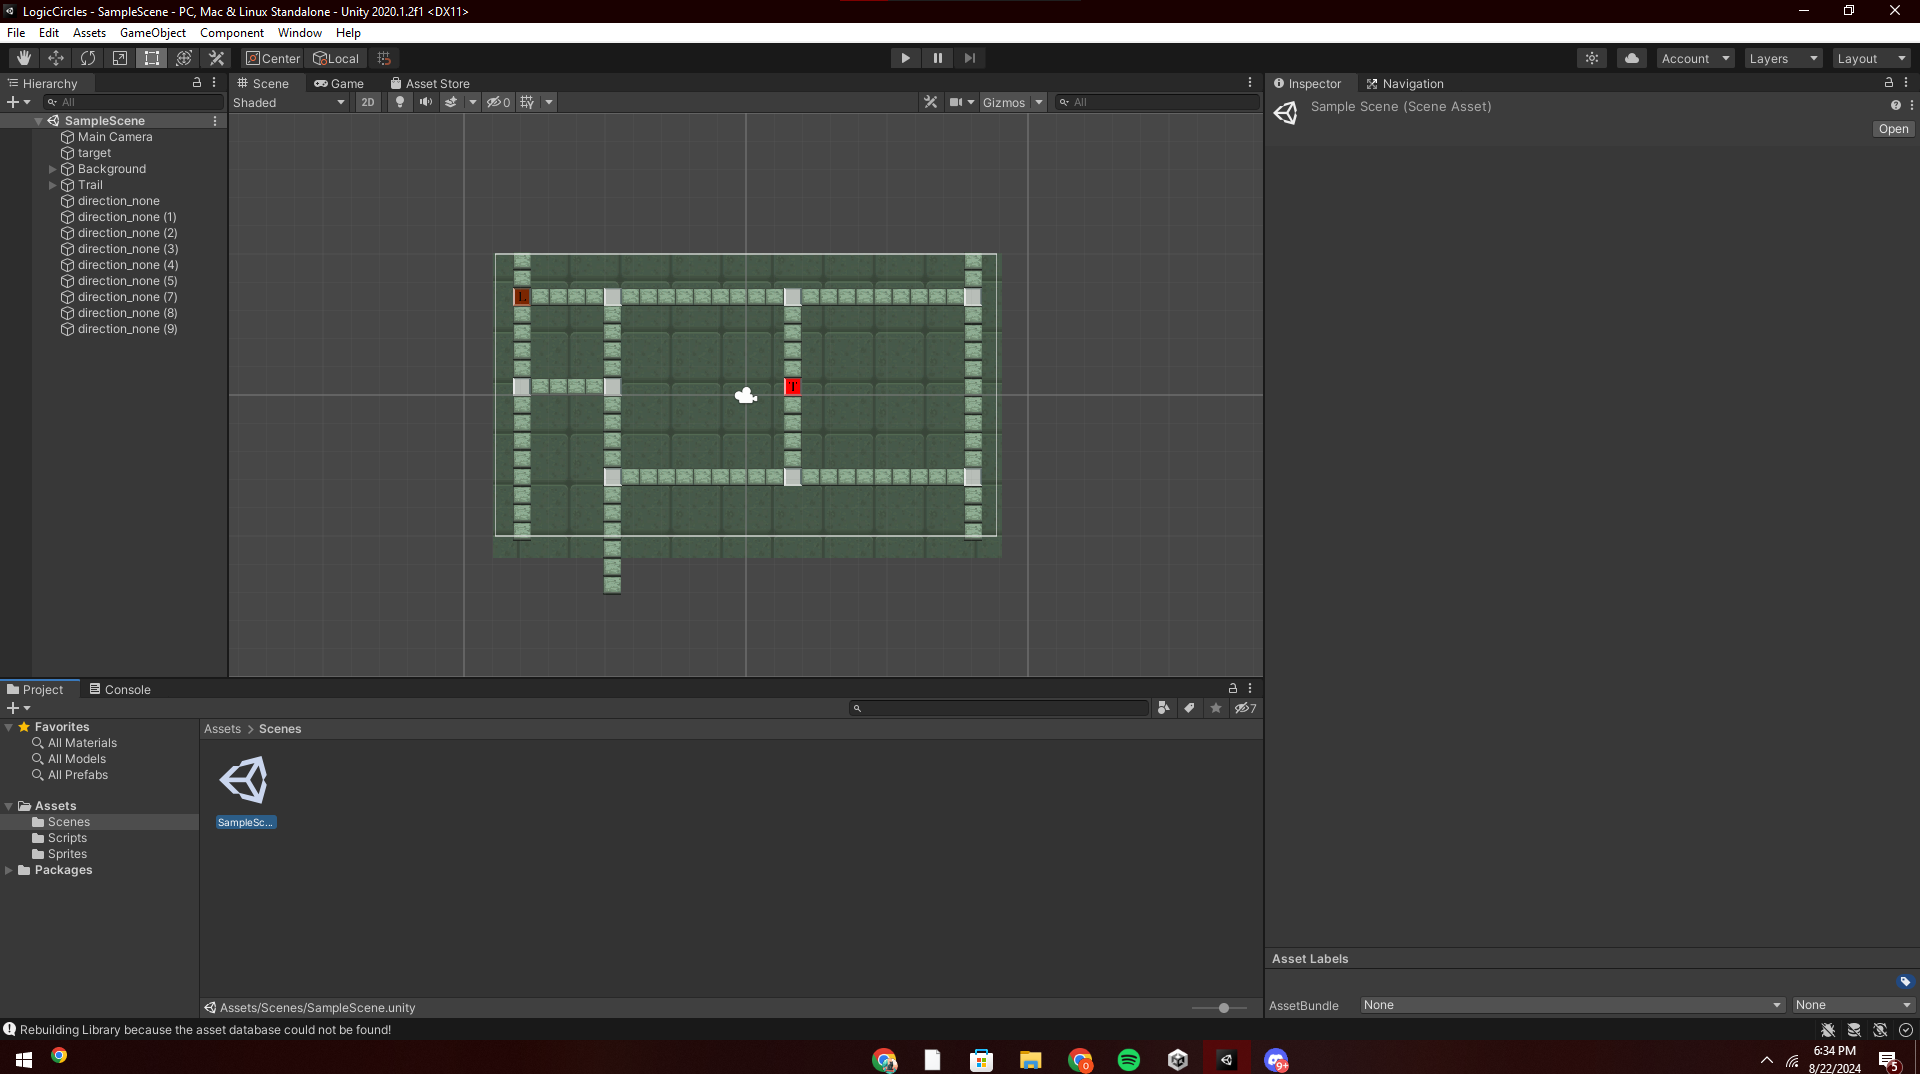 LogicCircles - SampleScene - PC, Mac & Linux Standalone - Unity 2020.1.2f1 <DX11>
File Edit Assets GameObject Component Window Help
Center Local Account Layers Layout
Hierarchy
All
SampleScene
Main Camera
target
Background
Trail
direction_none
direction_none (1)
direction_none (2)
direction_none (3)
direction_none (4)
direction_none (5)
direction_none (7)
direction_none (8)
direction_none (9)
Scene Game Asset Store
Shaded 2D 0 Gizmos All
L
T
Inspector Navigation
Sample Scene (Scene Asset)
Open
Project Console
7
Favorites
All Materials
All Models
All Prefabs
Assets
Scenes
Scripts
Sprites
Packages
Assets > Scenes
SampleSc...
Assets/Scenes/SampleScene.unity
Asset Labels
AssetBundle None None
Rebuilding Library because the asset database could not be found!
0
9+
6:34 PM
8/22/2024
5